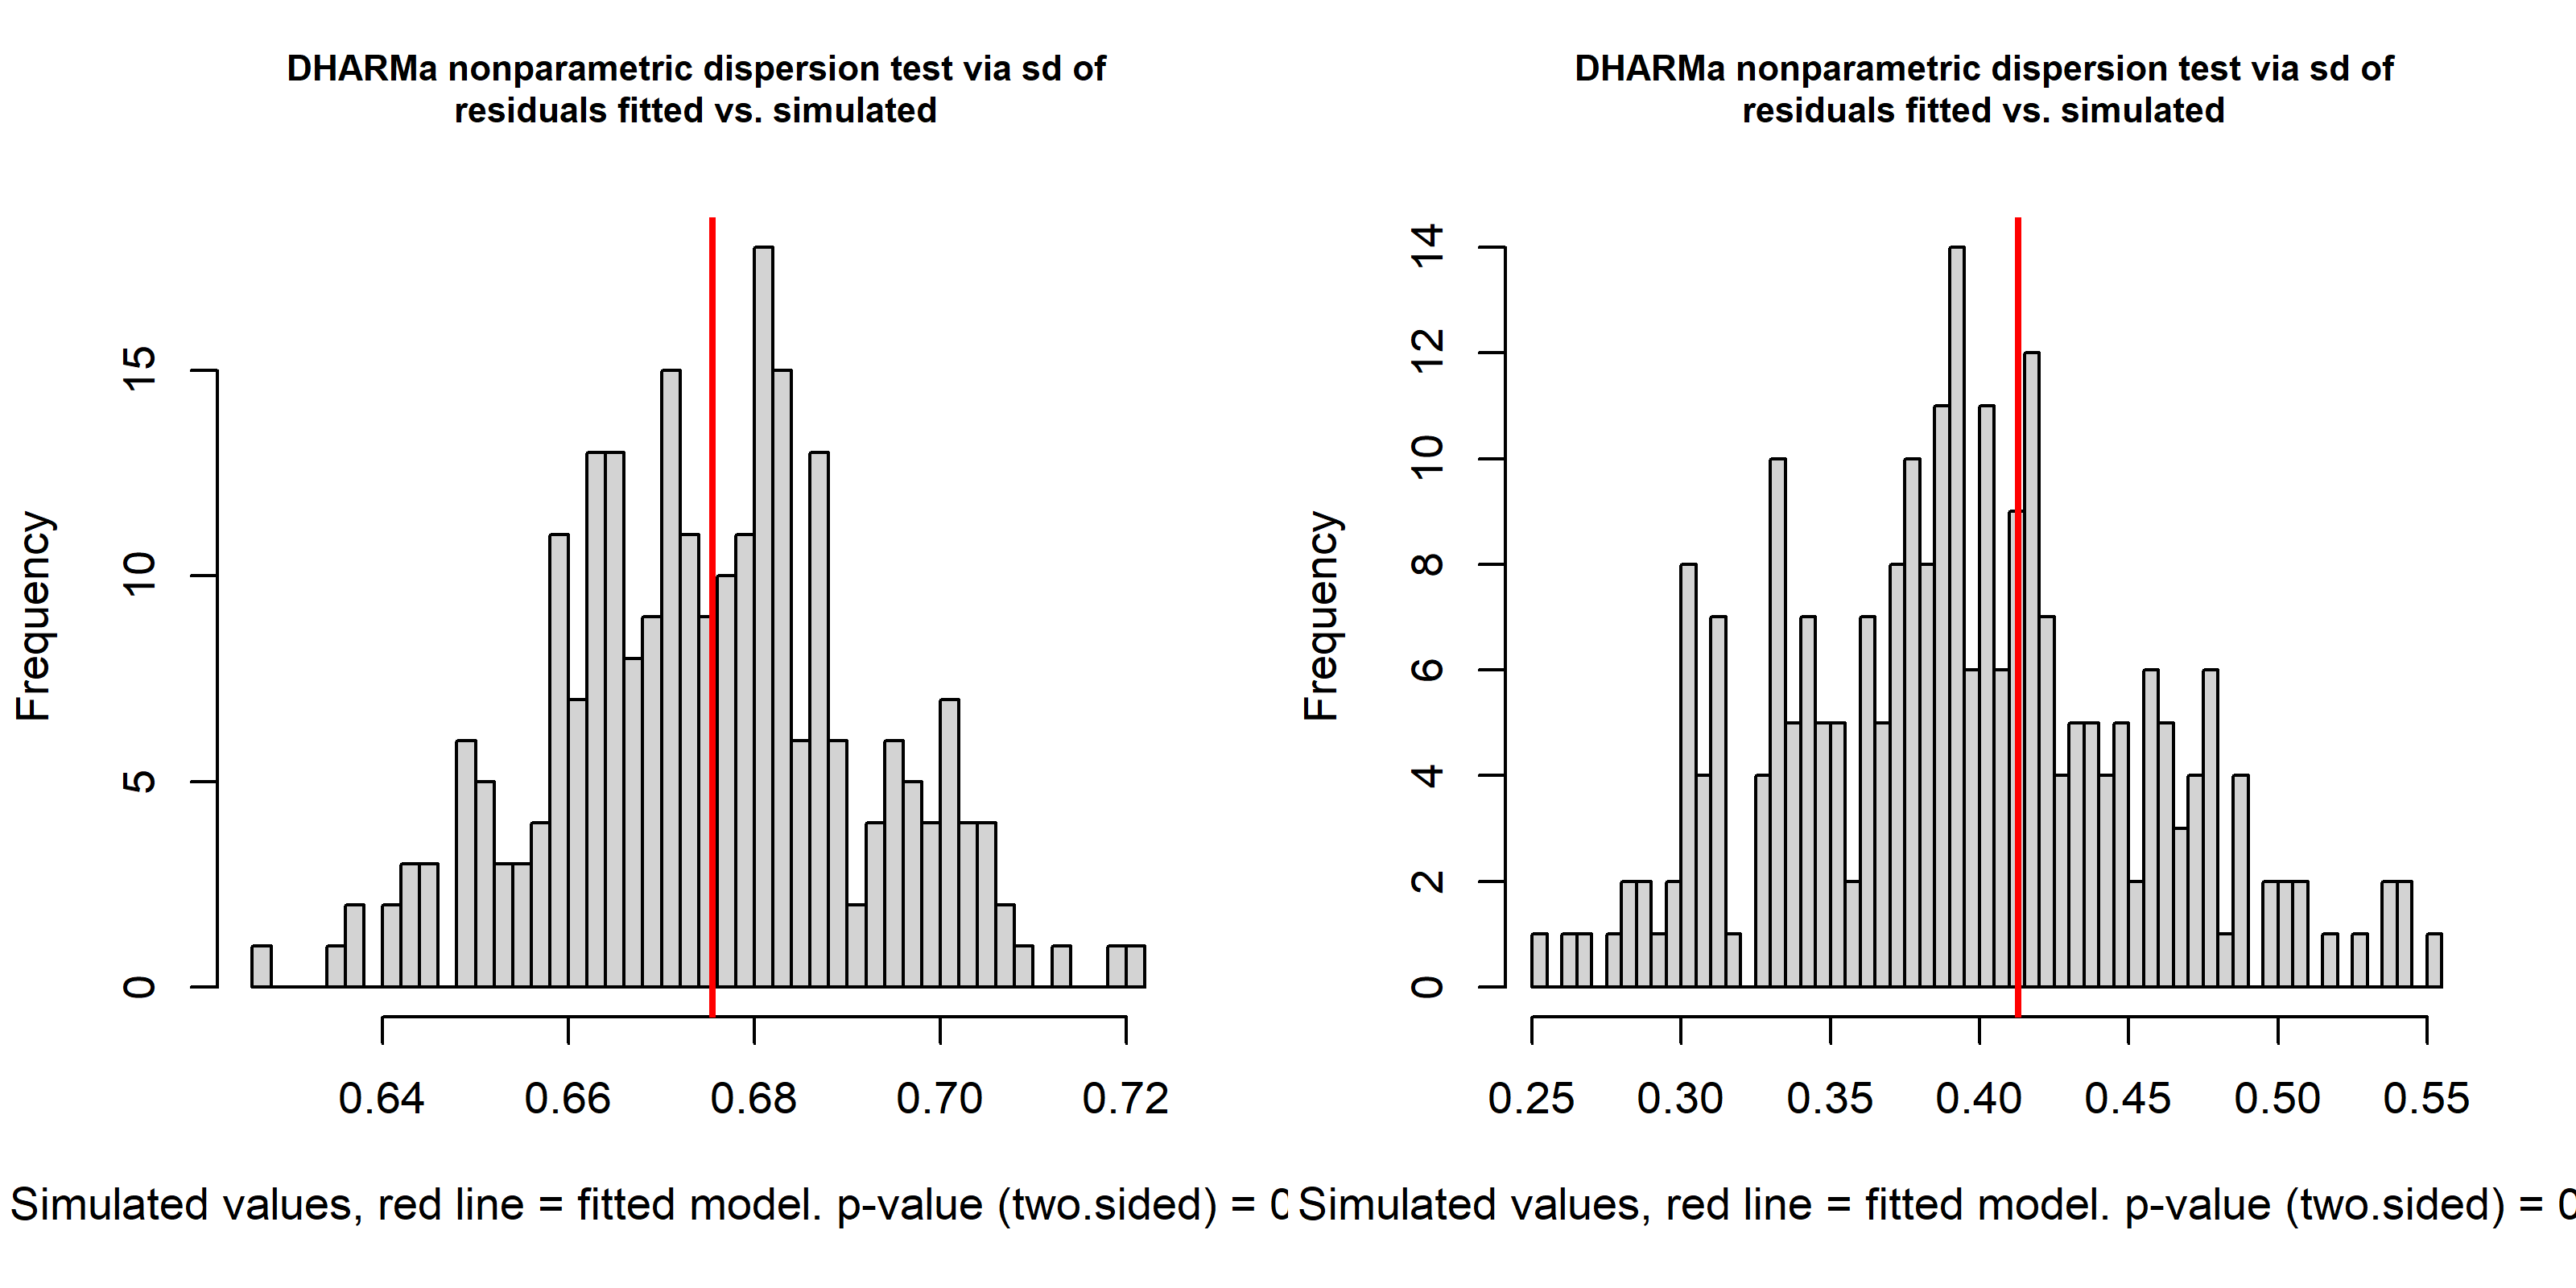 DHARMa nonparametric dispersion test via sd of
residuals fitted vs. simulated
Frequency
0
5
10
15
0.64 0.66 0.68 0.70 0.72
Simulated values, red line = fitted model. p-value (two.sided) = 0
DHARMa nonparametric dispersion test via sd of
residuals fitted vs. simulated
Frequency
0
2
4
6
8
10
12
14
0.25 0.30 0.35 0.40 0.45 0.50 0.55
Simulated values, red line = fitted model. p-value (two.sided) = 0